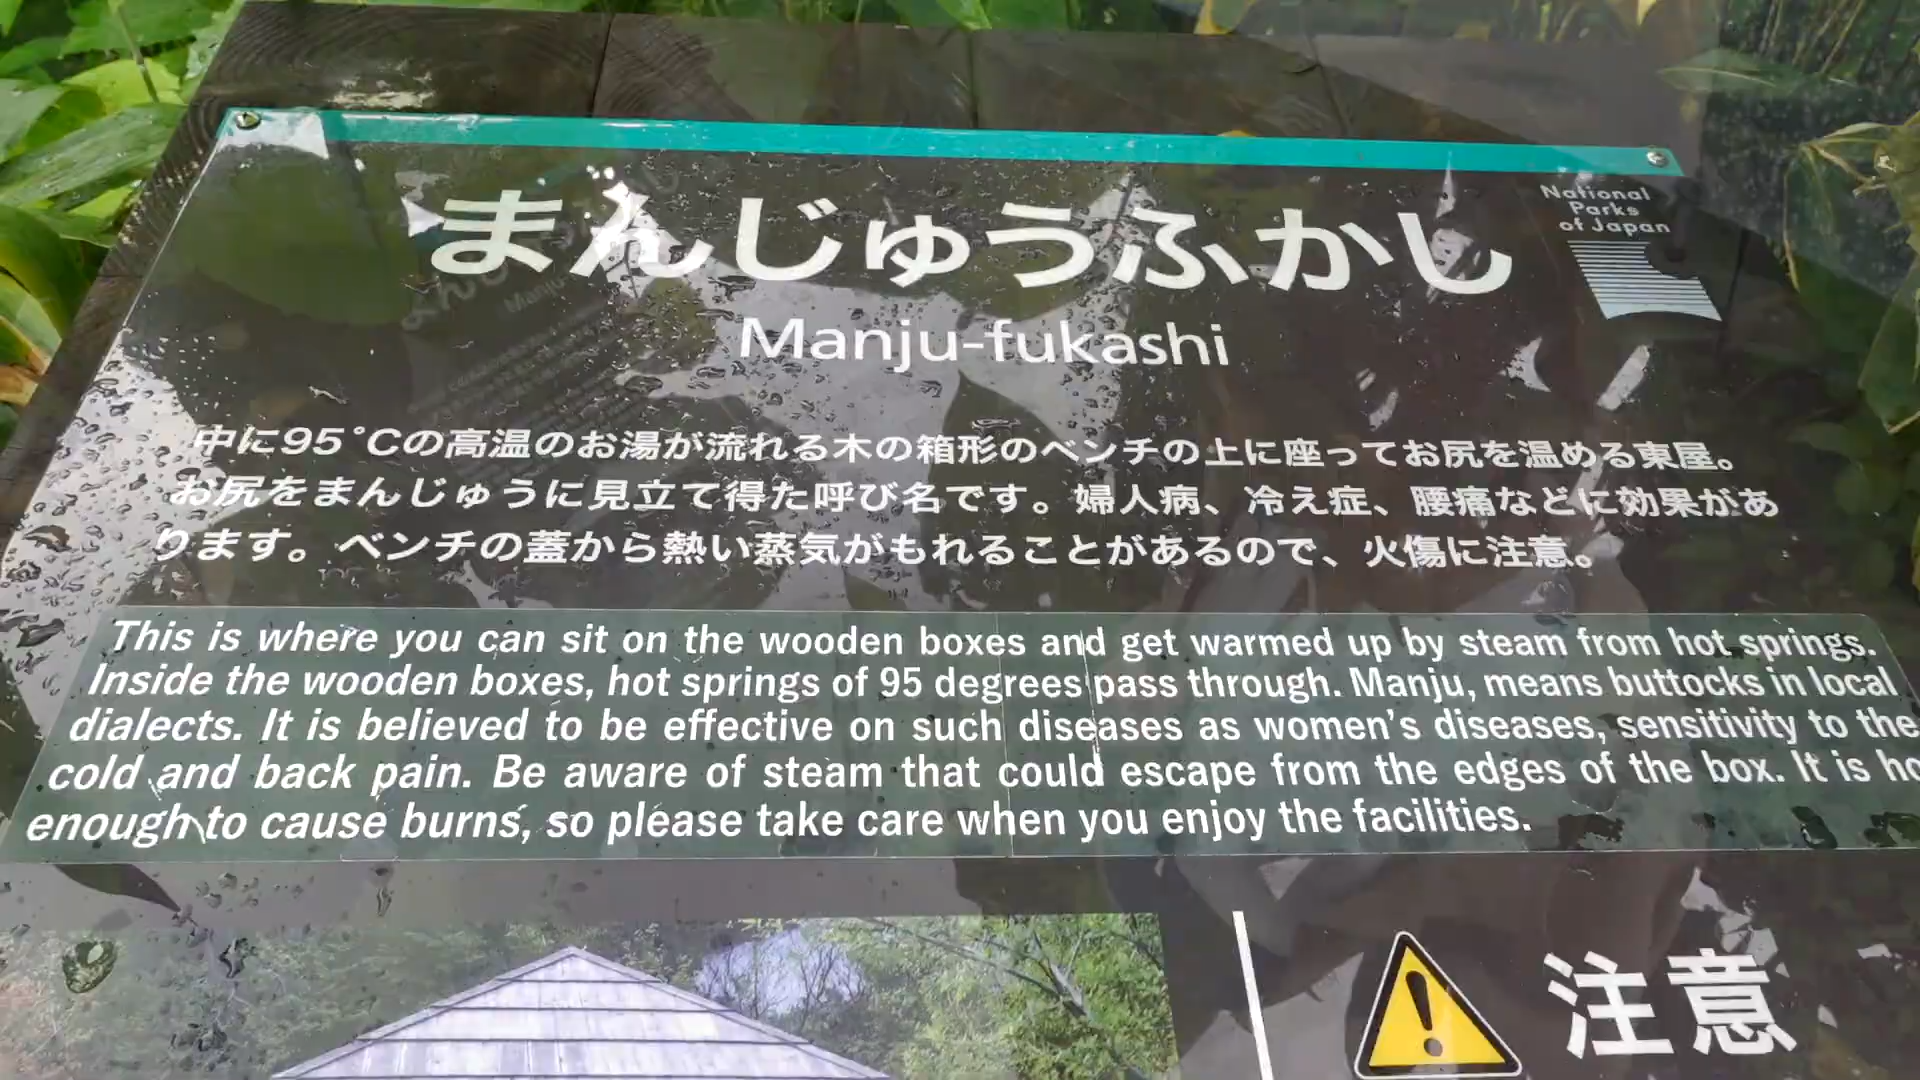 まんじゅうふかし
National
Parks
of Japan
Manju-fukashi
中に95°Cの高温のお湯が流れる木の箱形のベンチの上に座ってお尻を温める東屋。
お尻をまんじゅうに見立て得た呼び名です。婦人病、冷え症、腰痛などに効果があ
ります。ベンチの蓋から熱い蒸気がもれることがあるので、火傷に注意。
This is where you can sit on the wooden boxes and get warmed up by steam from hot springs.
Inside the wooden boxes, hot springs of 95 degrees pass through. Manju, means buttocks in local
dialects. It is believed to be effective on such diseases as women's diseases, sensitivity to the
cold and back pain. Be aware of steam that could escape from the edges of the box. It is ho
enough to cause burns, so please take care when you enjoy the facilities.
注意